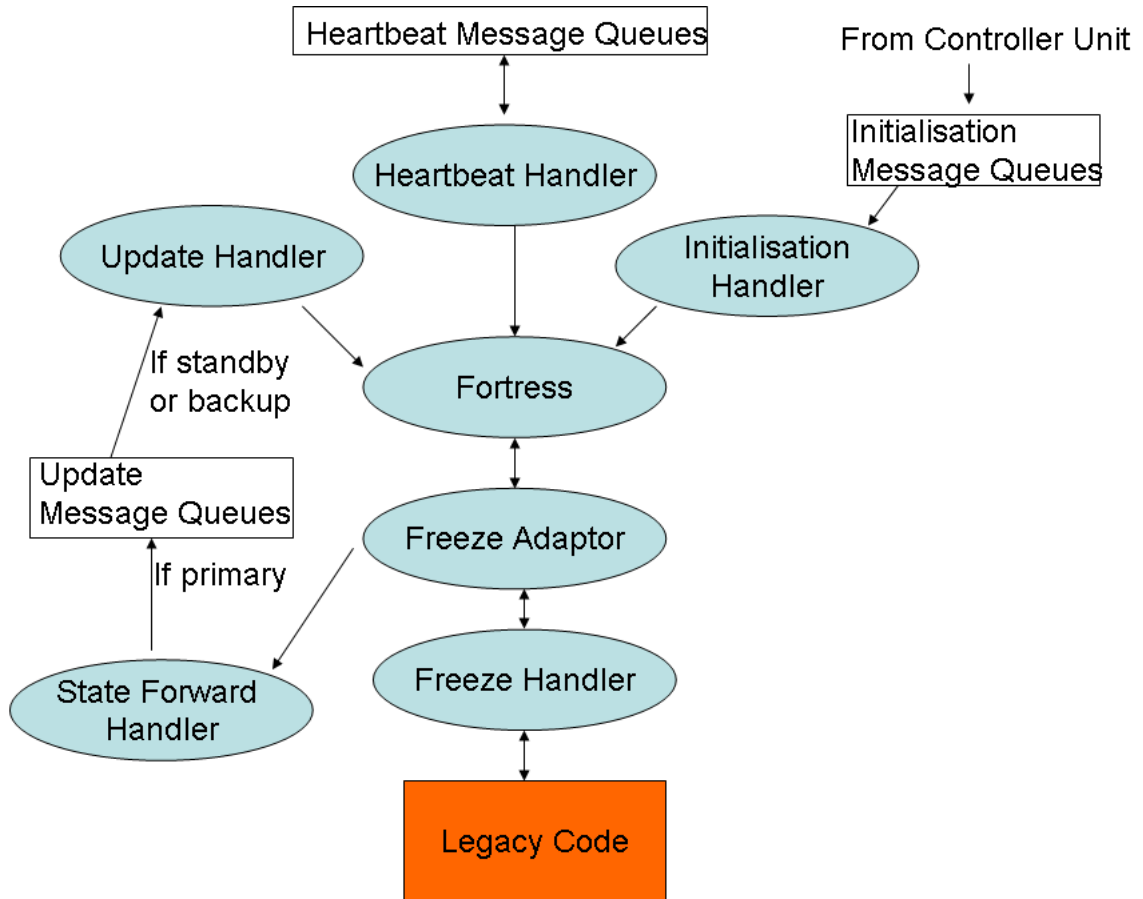 Heartbeat Message Queues
From Controller Unit
Initialisation
Message Queues
Heartbeat Handler
Update Handler
Initialisation
Handler
If standby
or backup
Fortress
Update
Message Queues
Freeze Adaptor
If primary
State Forward
Handler
Freeze Handler
Legacy Code